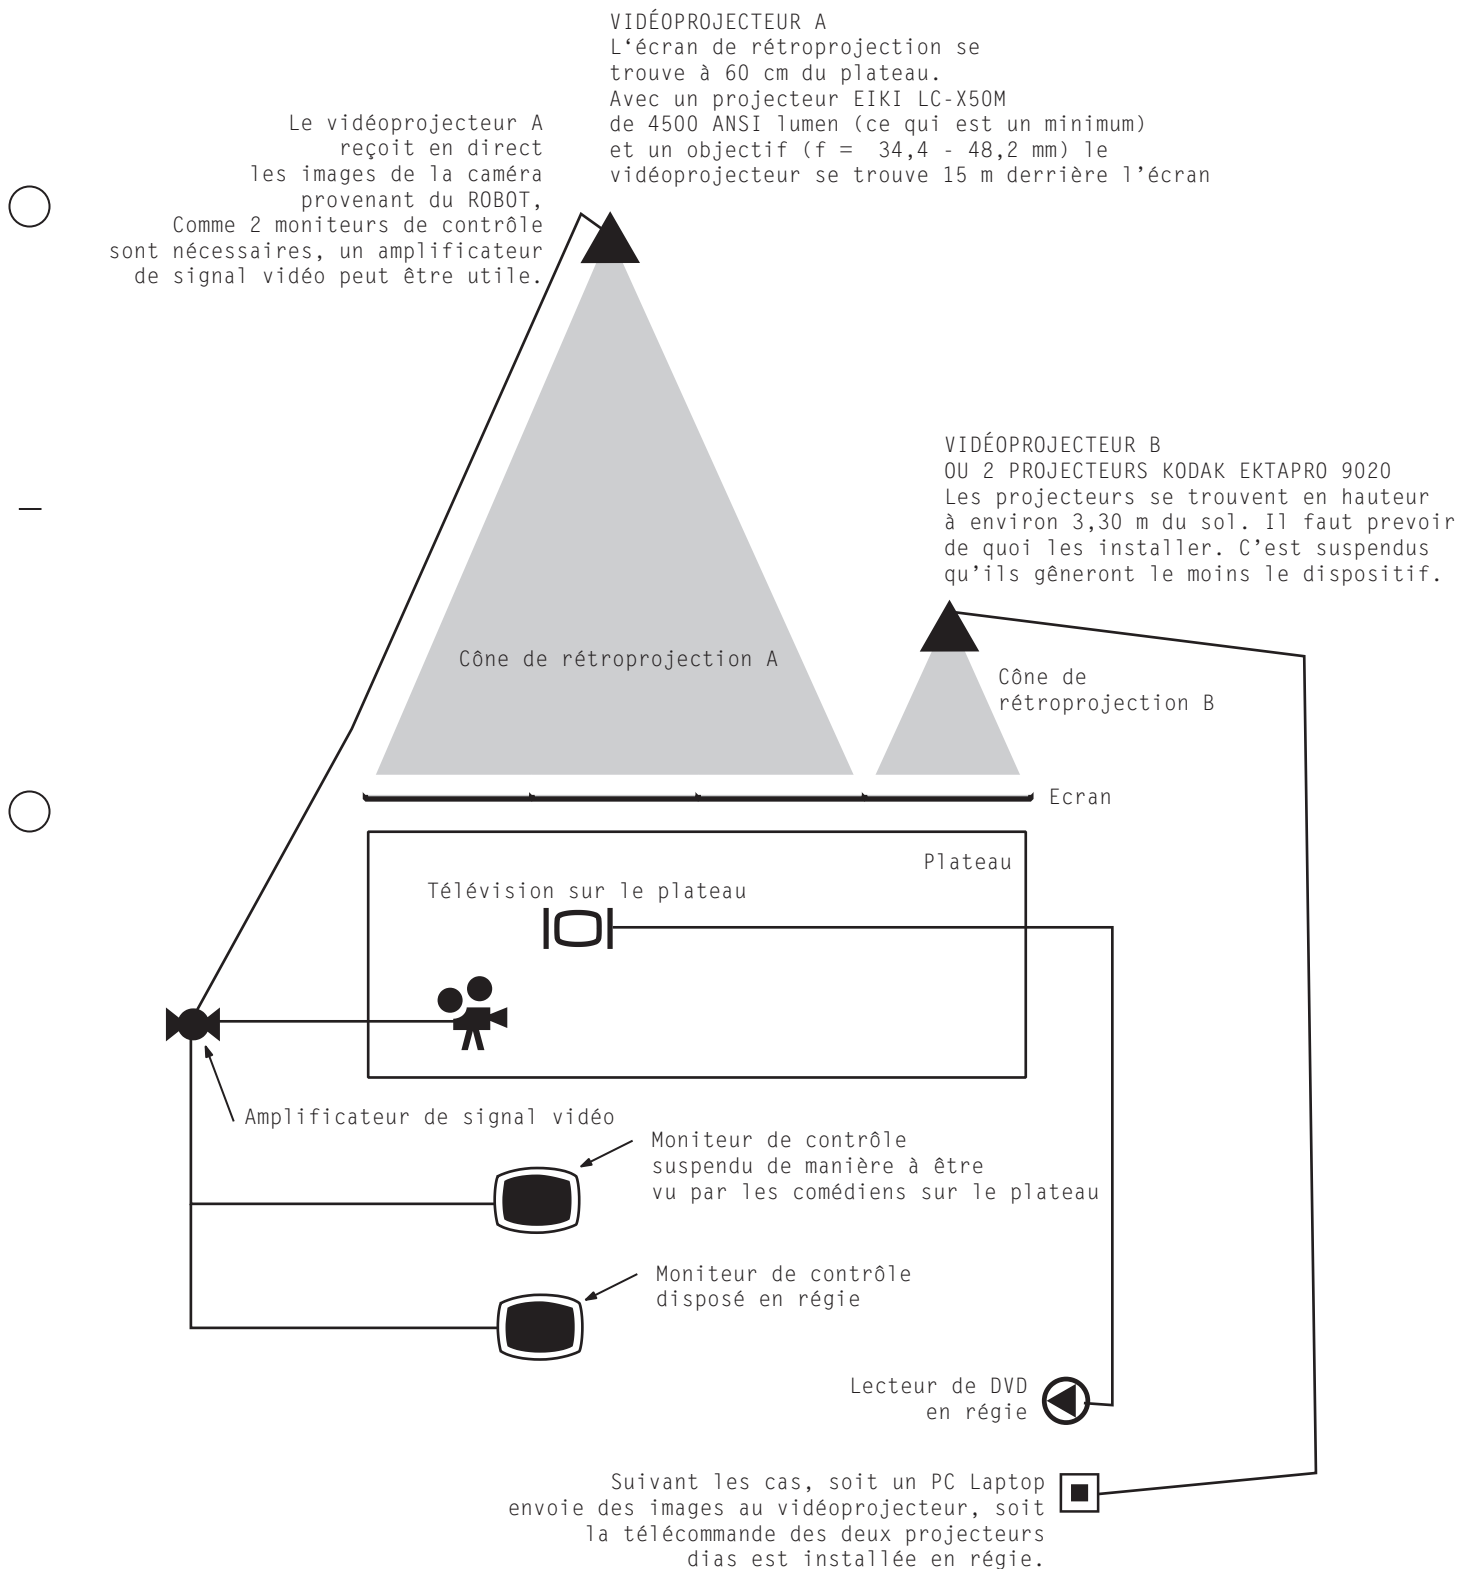 VIDÉOPROJECTEUR A
L‘écran de rétroprojection se
trouve à 60 cm du plateau.
Avec un projecteur EIKI LC-X50M
de 4500 ANSI lumen (ce qui est un minimum)
et un objectif (f = 34,4 - 48,2 mm) le
vidéoprojecteur se trouve 15 m derrière l’écran
Le vidéoprojecteur A
reçoit en direct
les images de la caméra
provenant du ROBOT,
Comme 2 moniteurs de contrôle
sont nécessaires, un amplificateur
de signal vidéo peut être utile.
VIDÉOPROJECTEUR B
OU 2 PROJECTEURS KODAK EKTAPRO 9020
Les projecteurs se trouvent en hauteur
à environ 3,30 m du sol. Il faut prevoir
de quoi les installer. C’est suspendus
qu’ils gêneront le moins le dispositif.
Cône de rétroprojection A
Cône de
rétroprojection B
Ecran
Plateau
Télévision sur le plateau
Amplificateur de signal vidéo
Moniteur de contrôle
suspendu de manière à être
vu par les comédiens sur le plateau
Moniteur de contrôle
disposé en régie
Lecteur de DVD
en régie
Suivant les cas, soit un PC Laptop
envoie des images au vidéoprojecteur, soit
la télécommande des deux projecteurs
dias est installée en régie.